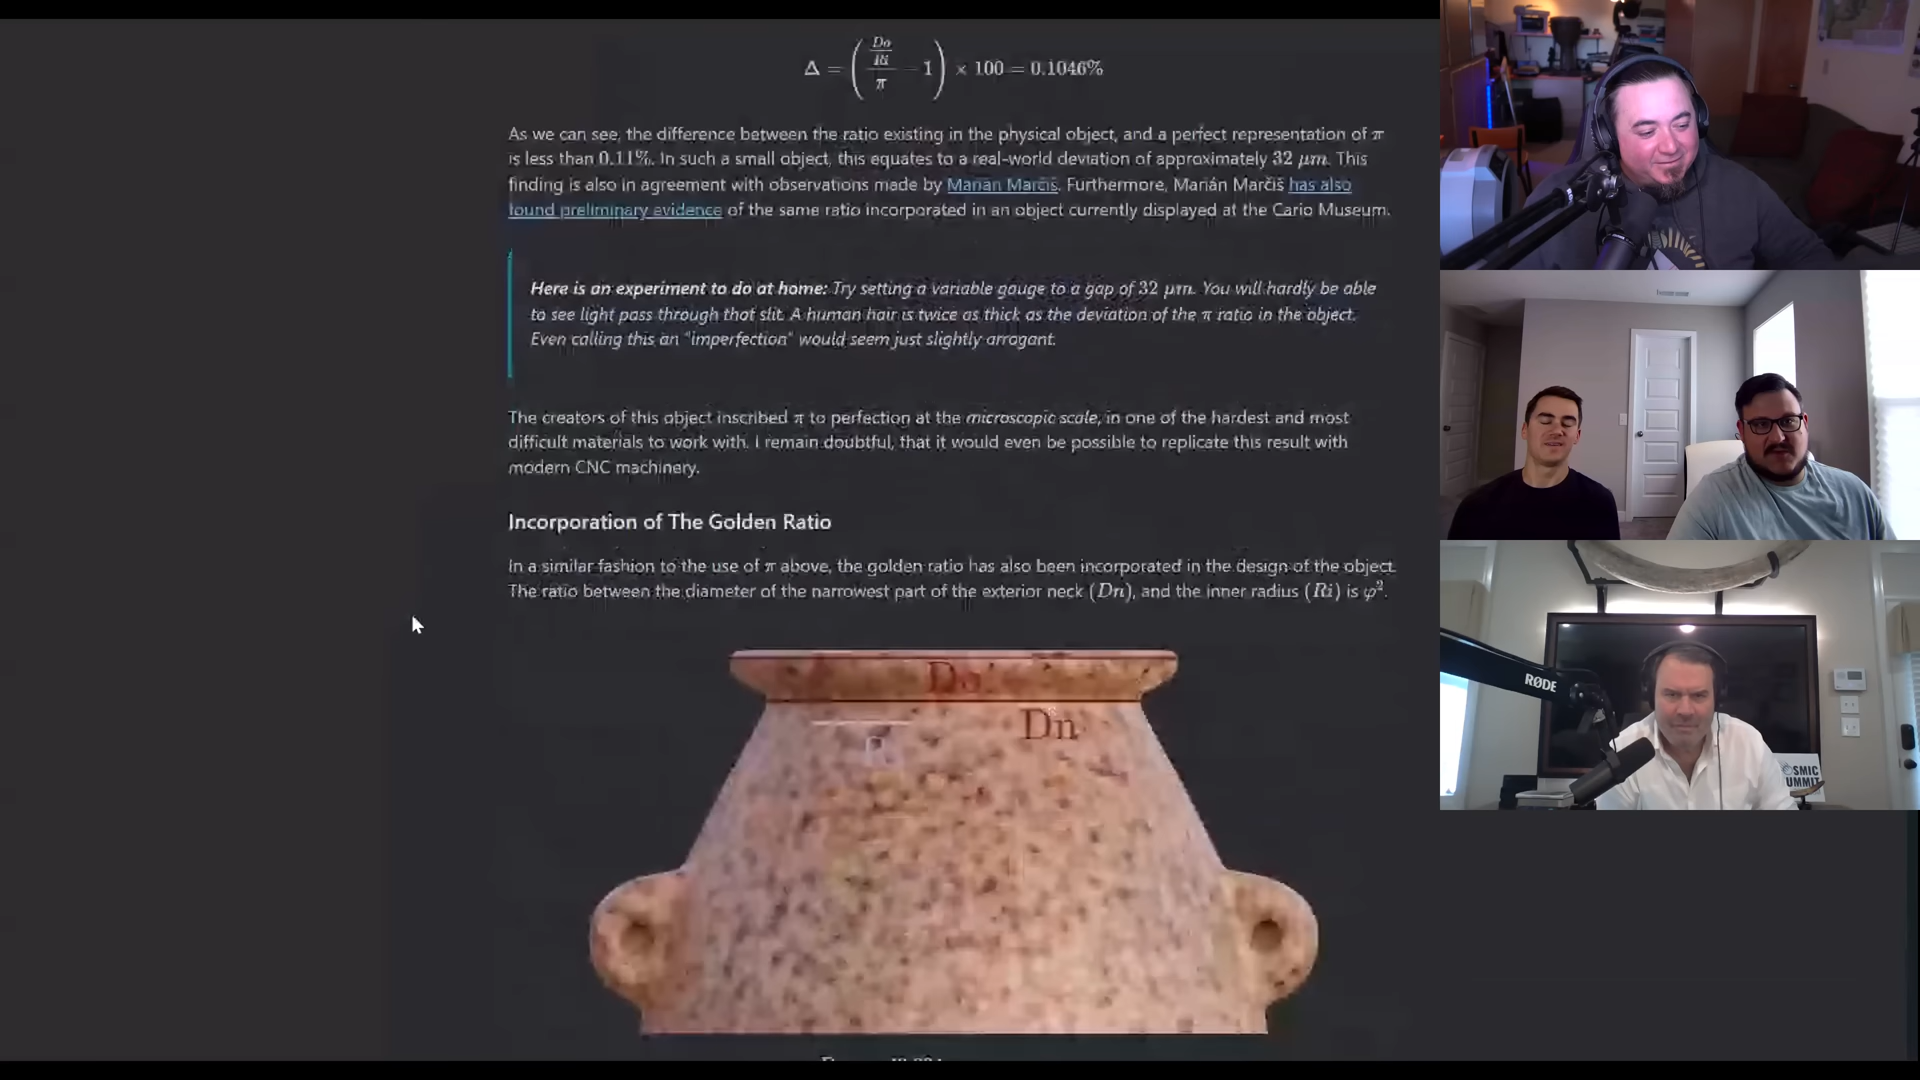 Δ = ( Do/Ri / π − 1 ) × 100 = 0.1046%
As we can see, the difference between the ratio existing in the physical object, and a perfect representation of π
is less than 0.11%. In such a small object, this equates to a real-world deviation of approximately 32 μm. This
finding is also in agreement with observations made by Marián Marčiš. Furthermore, Marián Marčiš has also
found preliminary evidence of the same ratio incorporated in an object currently displayed at the Cario Museum.
Here is an experiment to do at home: Try setting a variable gauge to a gap of 32 μm. You will hardly be able
to see light pass through that slit. A human hair is twice as thick as the deviation of the π ratio in the object.
Even calling this an "imperfection" would seem just slightly arrogant.
The creators of this object inscribed π to perfection at the microscopic scale, in one of the hardest and most
difficult materials to work with. I remain doubtful, that it would even be possible to replicate this result with
modern CNC machinery.
Incorporation of The Golden Ratio
In a similar fashion to the use of π above, the golden ratio has also been incorporated in the design of the object.
The ratio between the diameter of the narrowest part of the exterior neck (Dn), and the inner radius (Ri) is φ².
Do
Dn
RØDE
SMIC
UMMIT